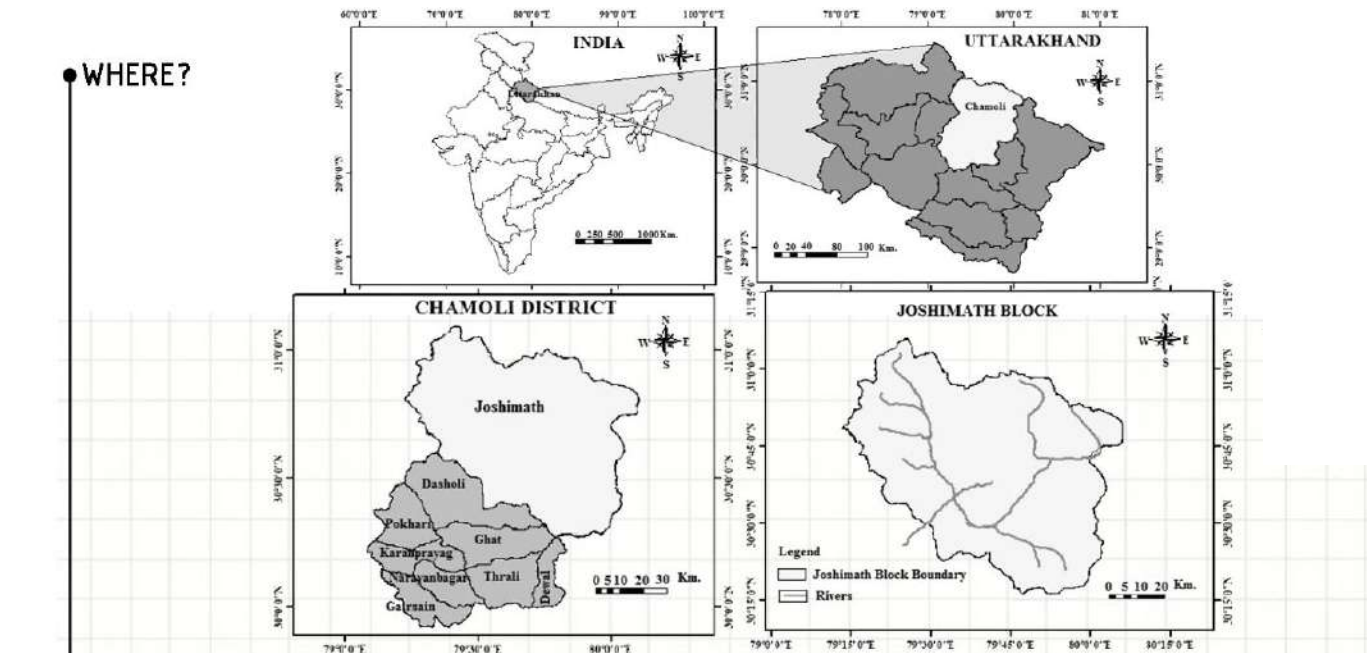 WHERE?
60°0'0"E 70°0'0"E 80°0'0"E 90°0'0"E 100°0'0"E
INDIA
N
W E
S
Uttarakhand
0 250 500 1000 Km.
78°0'0"E 79°0'0"E 80°0'0"E 81°0'0"E
UTTARAKHAND
N
W E
S
Chamoli
0 20 40 80 100 Km.
CHAMOLI DISTRICT
N
W E
S
Joshimath
Dasholi
Pokhari
Ghat
Karanprayag
Narayanbagar
Thrali
Dewal
Gairsain
0 5 10 20 30 Km.
79°0'0"E 79°30'0"E 80°0'0"E
JOSHIMATH BLOCK
N
W E
S
Legend
Joshimath Block Boundary
Rivers
0 5 10 20 Km.
79°0'0"E 79°15'0"E 79°30'0"E 79°45'0"E 80°0'0"E 80°15'0"E